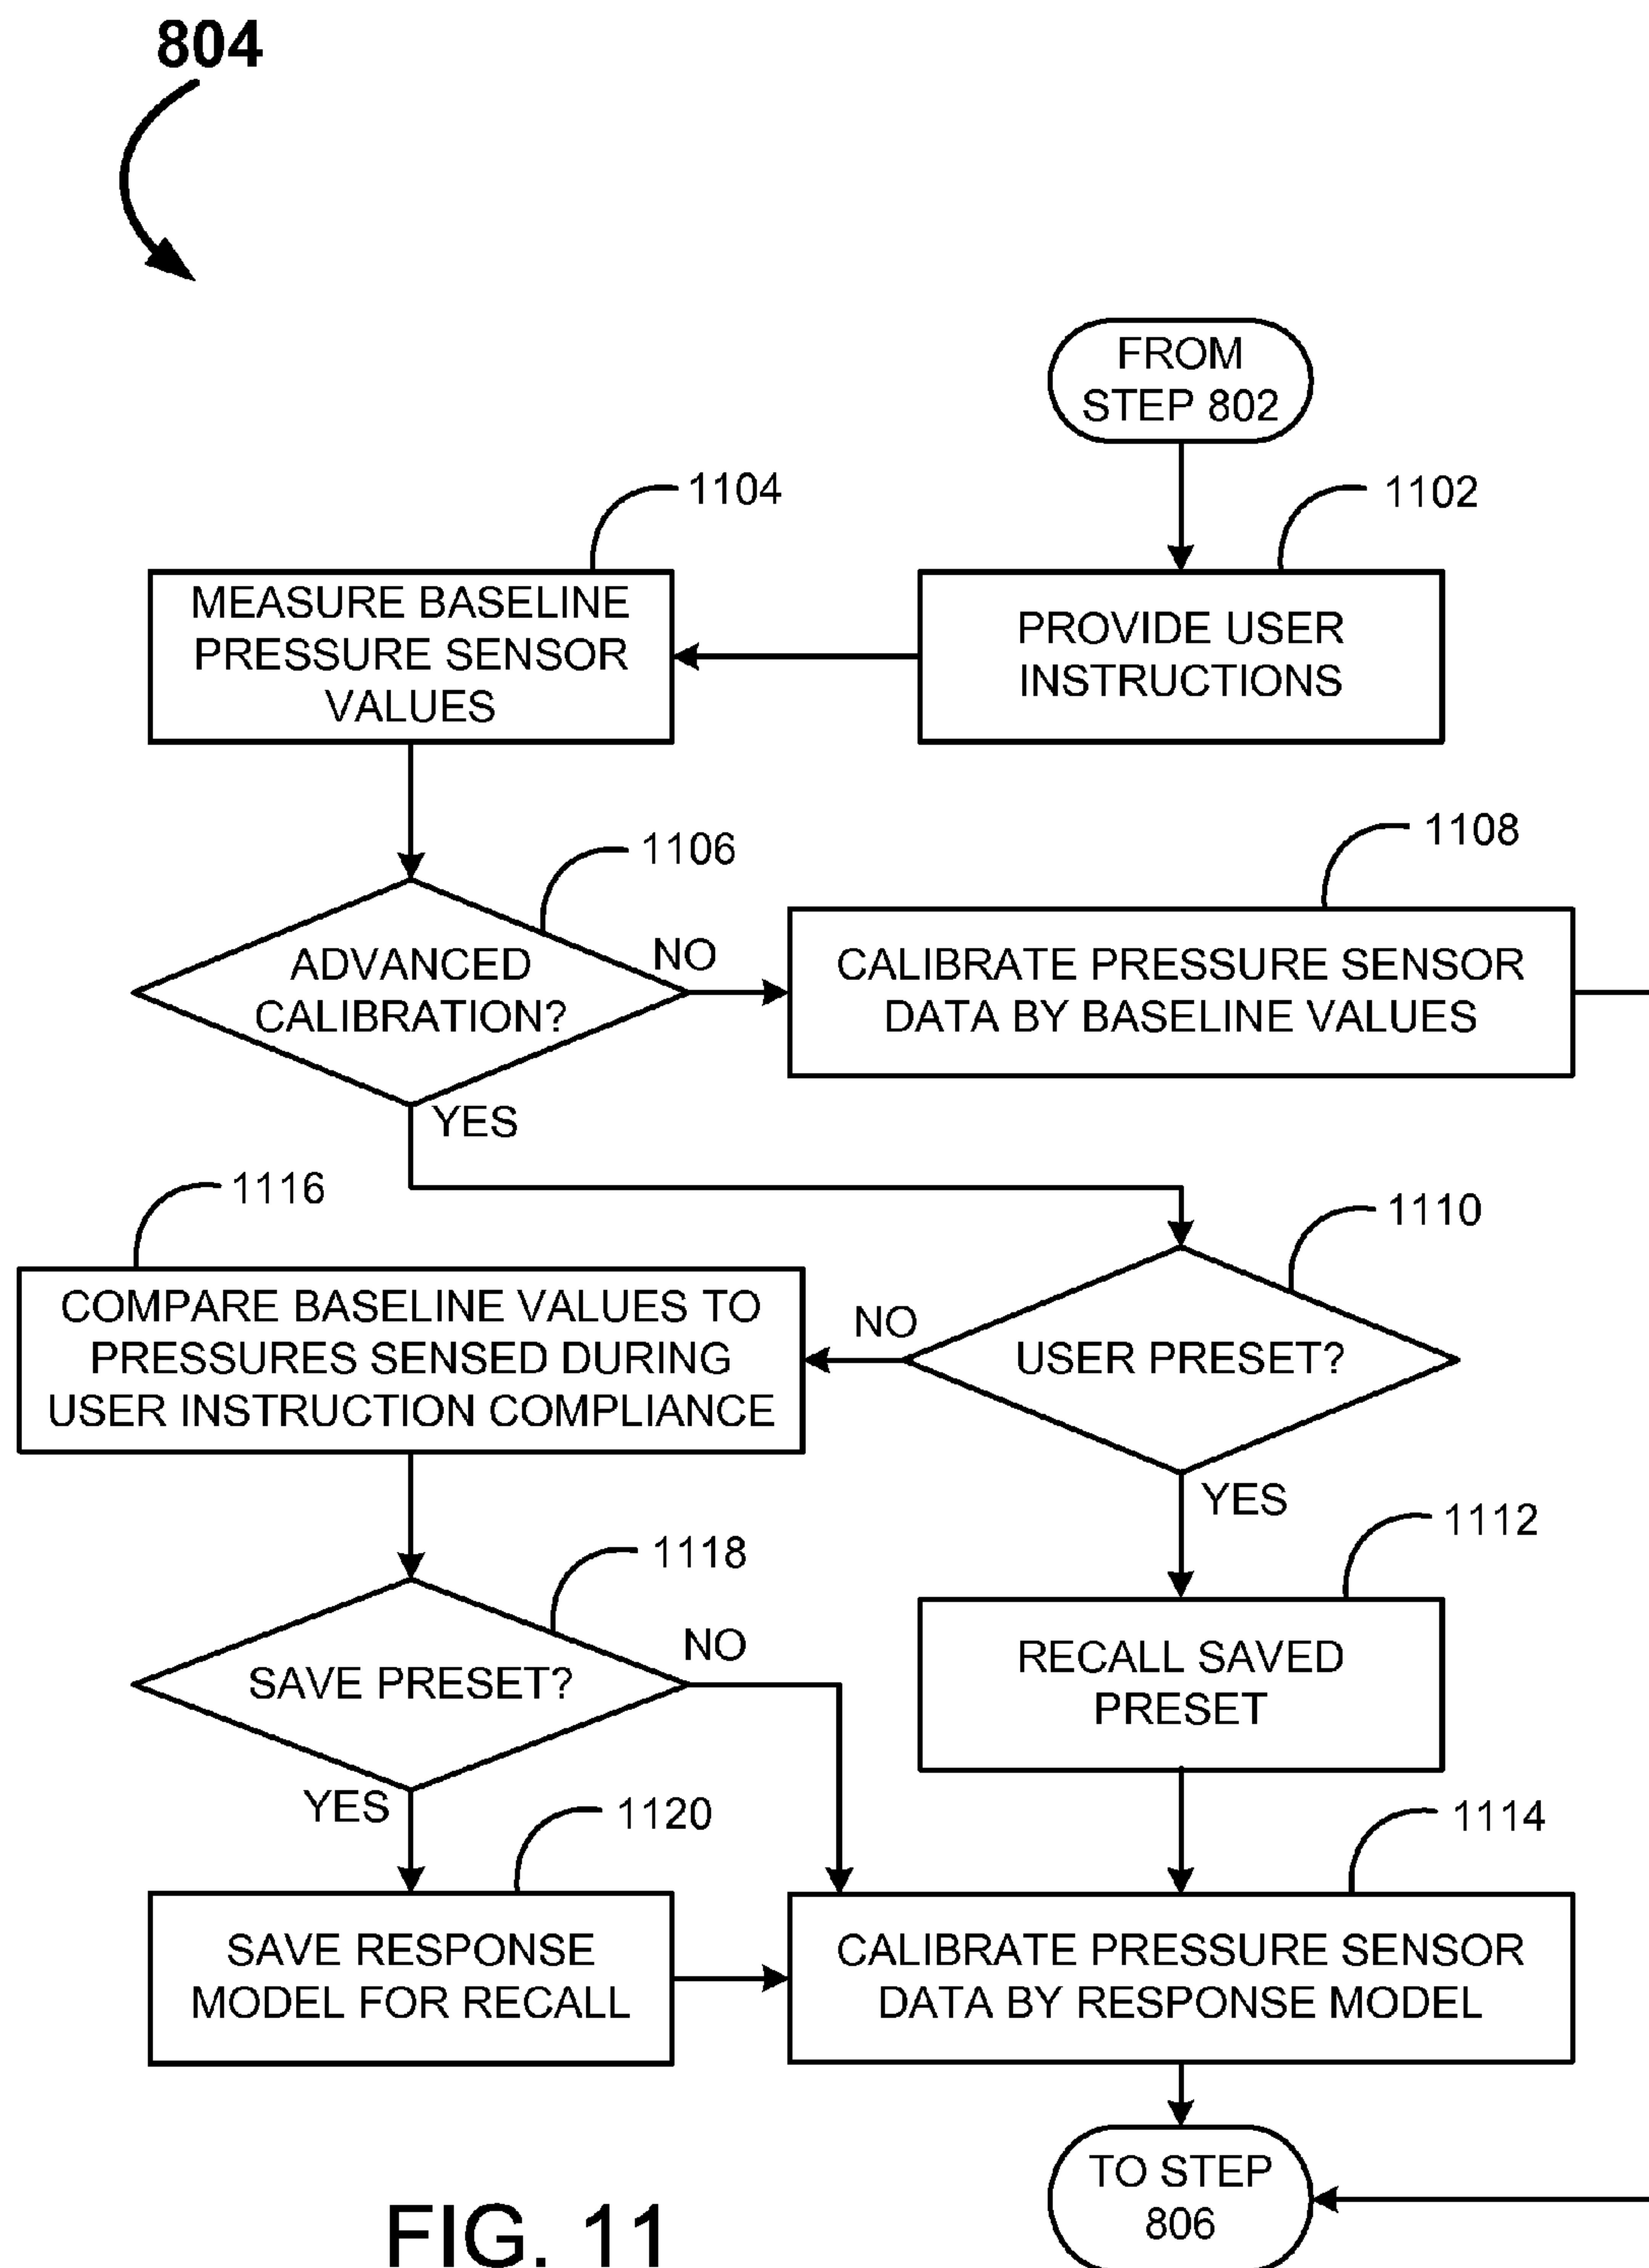 804
FROM
STEP 802
1104
1102
MEASURE BASELINE
PRESSURE SENSOR
VALUES
PROVIDE USER
INSTRUCTIONS
1106
1108
ADVANCED
CALIBRATION?
NO
CALIBRATE PRESSURE SENSOR
DATA BY BASELINE VALUES
YES
1116
1110
COMPARE BASELINE VALUES TO
PRESSURES SENSED DURING
USER INSTRUCTION COMPLIANCE
NO
USER PRESET?
YES
1118
1112
SAVE PRESET?
NO
RECALL SAVED
PRESET
YES
1120
1114
SAVE RESPONSE
MODEL FOR RECALL
CALIBRATE PRESSURE SENSOR
DATA BY RESPONSE MODEL
TO STEP
806
FIG. 11